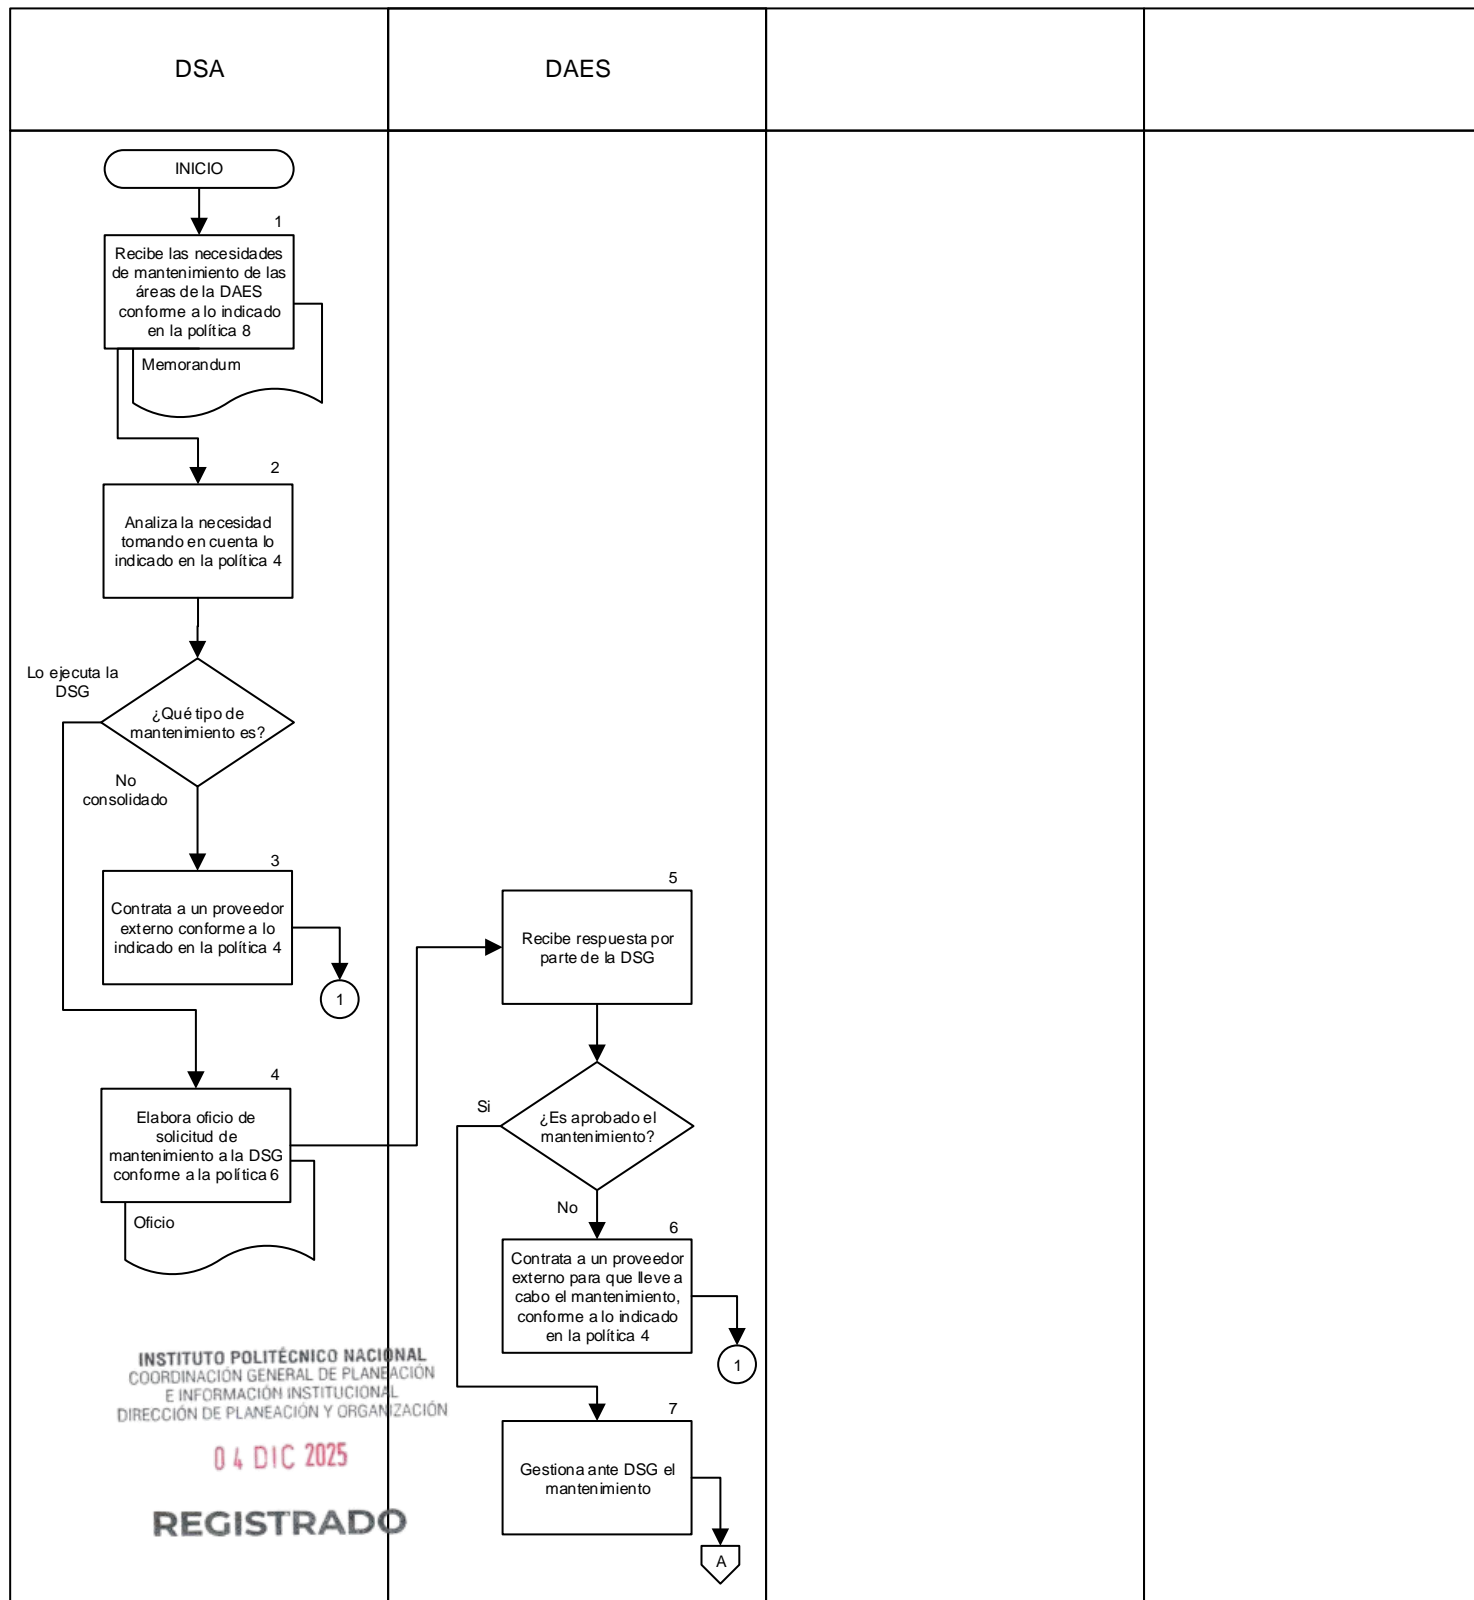 DSA
DAES
INICIO
1
Recibe las necesidades
de mantenimiento de las
áreas de la DAES
conforme a lo indicado
en la política 8
Memorandum
2
Analiza la necesidad
tomando en cuenta lo
indicado en la política 4
Lo ejecuta la
DSG
¿Qué tipo de
mantenimiento es?
No
consolidado
3
Contrata a un proveedor
externo conforme a lo
indicado en la política 4
1
4
Elabora oficio de
solicitud de
mantenimiento a la DSG
conforme a la política 6
Oficio
5
Recibe respuesta por
parte de la DSG
Si
¿Es aprobado el
mantenimiento?
No
6
Contrata a un proveedor
externo para que lleve a
cabo el mantenimiento,
conforme a lo indicado
en la política 4
1
7
Gestiona ante DSG el
mantenimiento
A
INSTITUTO POLITÉCNICO NACIONAL
COORDINACIÓN GENERAL DE PLANEACIÓN
E INFORMACIÓN INSTITUCIONAL
DIRECCIÓN DE PLANEACIÓN Y ORGANIZACIÓN
04 DIC 2025
REGISTRADO